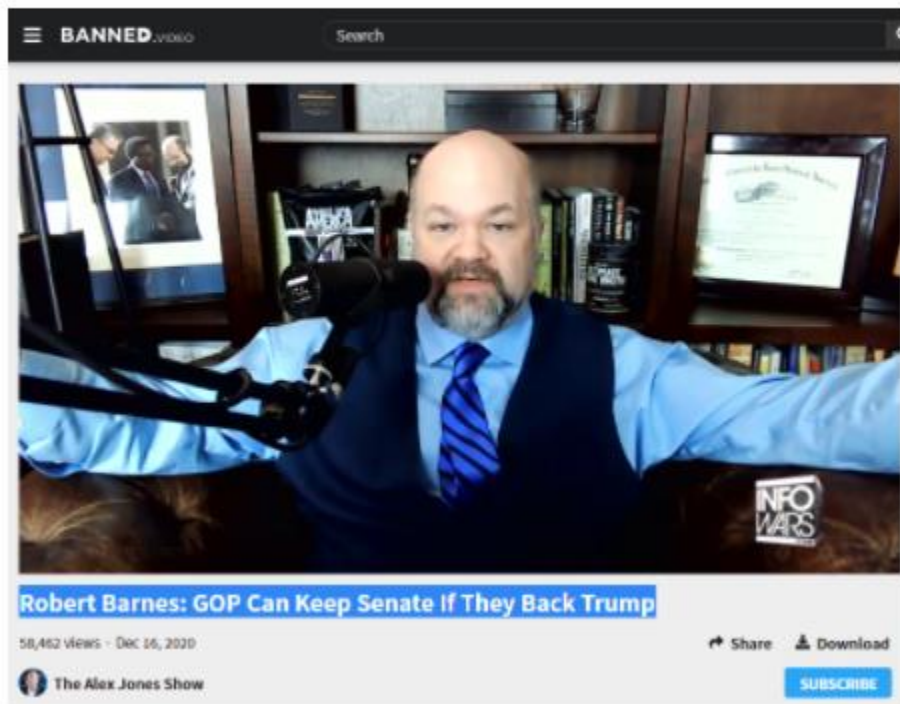 BANNED.VIDEO
Search
INFO
WARS
Robert Barnes: GOP Can Keep Senate If They Back Trump
58,462 views · Dec 16, 2020
Share
Download
The Alex Jones Show
SUBSCRIBE